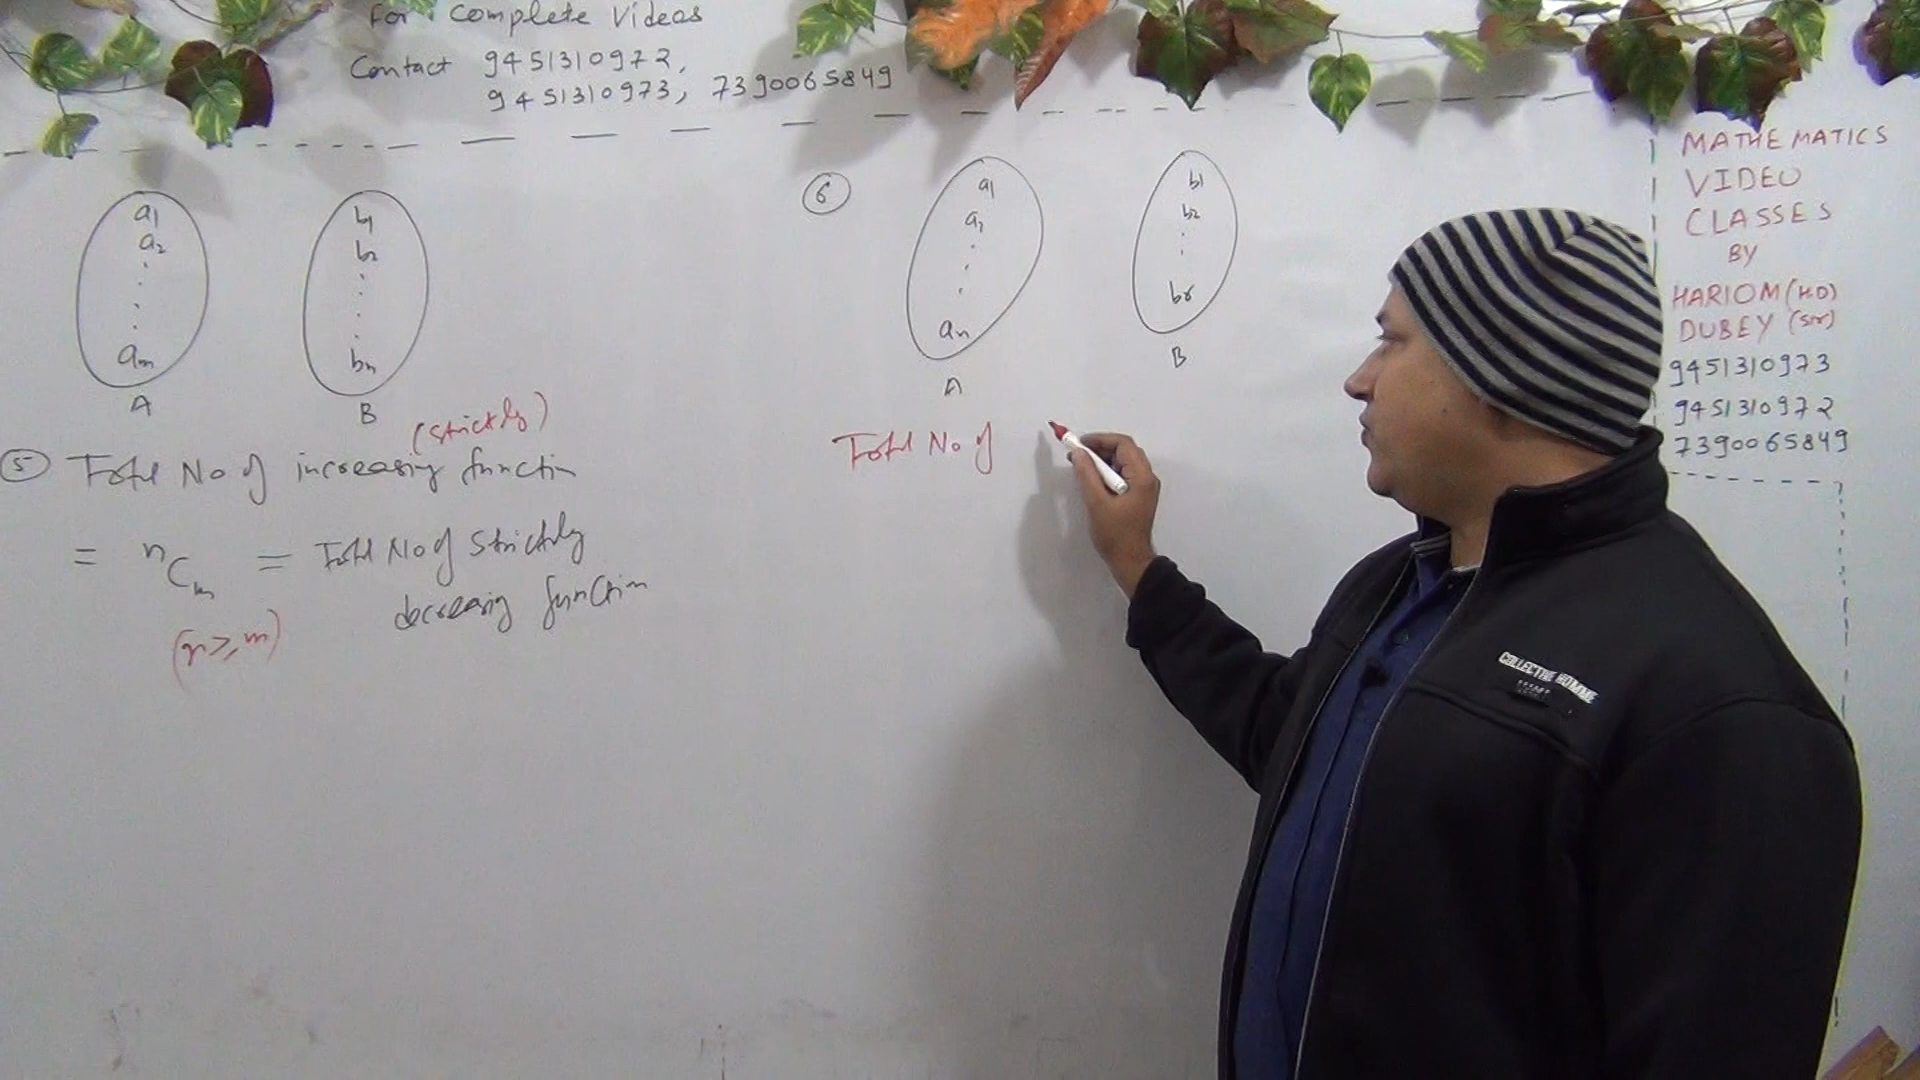 For Complete Videos
Contact 9451310972,
9451310973, 7390065849
a1
a2
am
A
b1
b2
bn
B
(strictly)
5 Total No of increasing function
= nCm = Total No of strictly
decreasing function
(n≥m)
6
a1
a2
an
A
b1
b2
br
B
Total No of
MATHEMATICS
VIDEO
CLASSES
BY
HARIOM (H.D)
DUBEY (Sir)
9451310973
9451310972
7390065849
COLLECTIVE HOMME